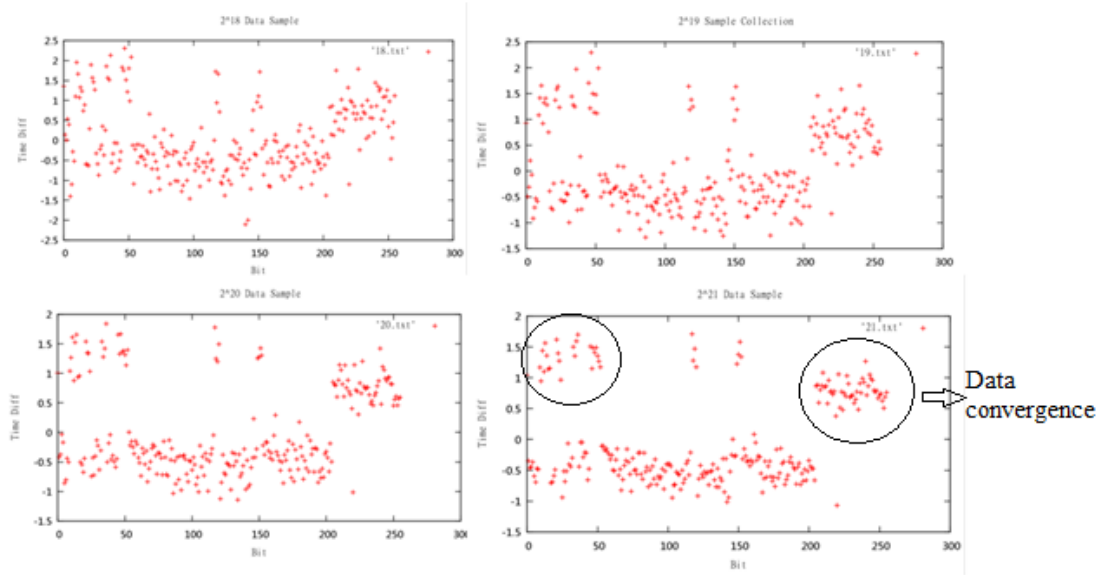 2^18 Data Sample
'18.txt'
2.5
2
1.5
1
0.5
0
-0.5
-1
-1.5
-2
-2.5
Time Diff
0 50 100 150 200 250 300
Bit
2^19 Sample Collection
'19.txt'
2.5
2
1.5
1
0.5
0
-0.5
-1
-1.5
Time Diff
0 50 100 150 200 250 300
2^20 Data Sample
'20.txt'
2
1.5
1
0.5
0
-0.5
-1
-1.5
Time Diff
0 50 100 150 200 250 300
Bit
2^21 Data Sample
'21.txt'
2
1.5
1
0.5
0
-0.5
-1
-1.5
Time Diff
0 50 100 150 200 250 300
Bit
Data
convergence